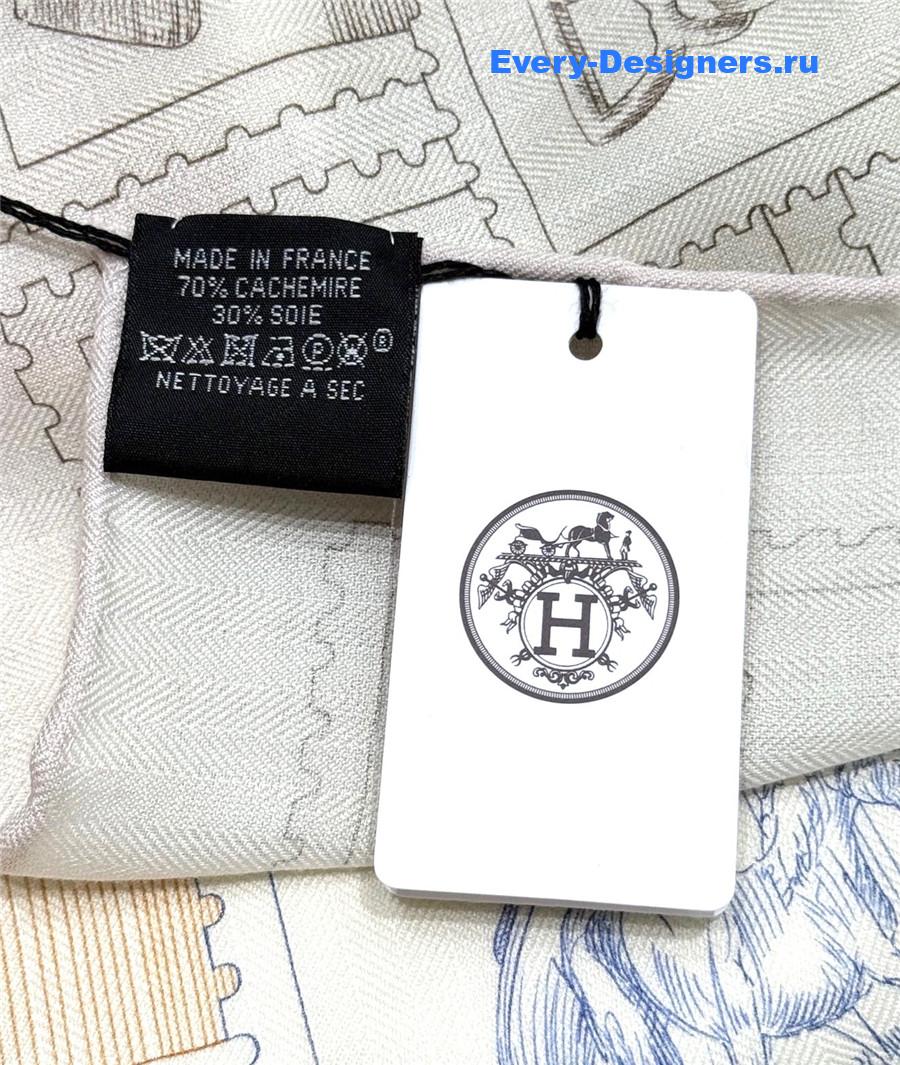 Every-Designers.ru
MADE IN FRANCE
70% CACHEMIRE
30% SOIE
P
®
NETTOYAGE A SEC
H